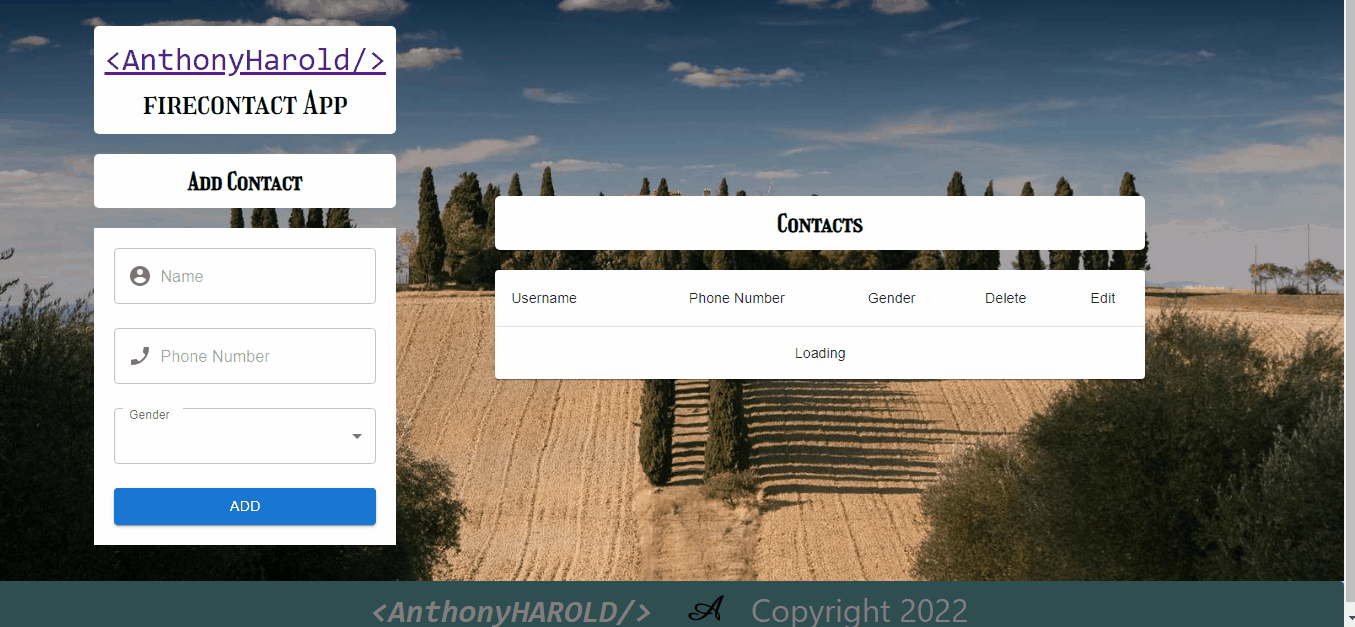 <AnthonyHarold/>
FIRECONTACT APP
ADD CONTACT
Name
Phone Number
Gender
ADD
CONTACTS
Username Phone Number Gender Delete Edit
Loading
<AnthonyHAROLD/> A Copyright 2022